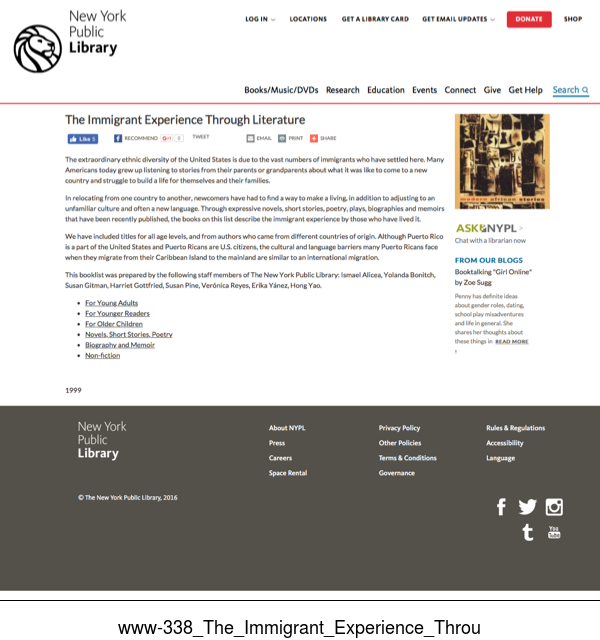 New York
Public
Library
LOG IN
LOCATIONS
GET A LIBRARY CARD
GET EMAIL UPDATES
DONATE
SHOP
Books/Music/DVDs Research Education Events Connect Give Get Help Search
The Immigrant Experience Through Literature
Like 5
RECOMMEND
G+1 0
TWEET
EMAIL
PRINT
SHARE
The extraordinary ethnic diversity of the United States is due to the vast numbers of immigrants who have settled here. Many
Americans today grew up listening to stories from their parents or grandparents about what it was like to come to a new
country and struggle to build a life for themselves and their families.
In relocating from one country to another, newcomers have had to find a way to make a living, in addition to adjusting to an
unfamiliar culture and often a new language. Through expressive novels, short stories, poetry, plays, biographies and memoirs
that have been recently published, the books on this list describe the immigrant experience by those who have lived it.
We have included titles for all age levels, and from authors who came from different countries of origin. Although Puerto Rico
is a part of the United States and Puerto Ricans are U.S. citizens, the cultural and language barriers many Puerto Ricans face
when they migrate from their Caribbean Island to the mainland are similar to an international migration.
This booklist was prepared by the following staff members of The New York Public Library: Ismael Alicea, Yolanda Bonitch,
Susan Gitman, Harriet Gottfried, Susan Pine, Verónica Reyes, Erika Yánez, Hong Yao.
• For Young Adults
• For Younger Readers
• For Older Children
• Novels, Short Stories, Poetry
• Biography and Memoir
• Non-fiction
1999
modern african stories
ASK NYPL >
Chat with a librarian now
FROM OUR BLOGS
Booktalking "Girl Online"
by Zoe Sugg
Penny has definite ideas
about gender roles, dating,
school play misadventures
and life in general. She
shares her thoughts about
these things in READ MORE
New York
Public
Library
About NYPL
Press
Careers
Space Rental
Privacy Policy
Other Policies
Terms & Conditions
Governance
Rules & Regulations
Accessibility
Language
© The New York Public Library, 2016
You
Tube
www-338_The_Immigrant_Experience_Throu